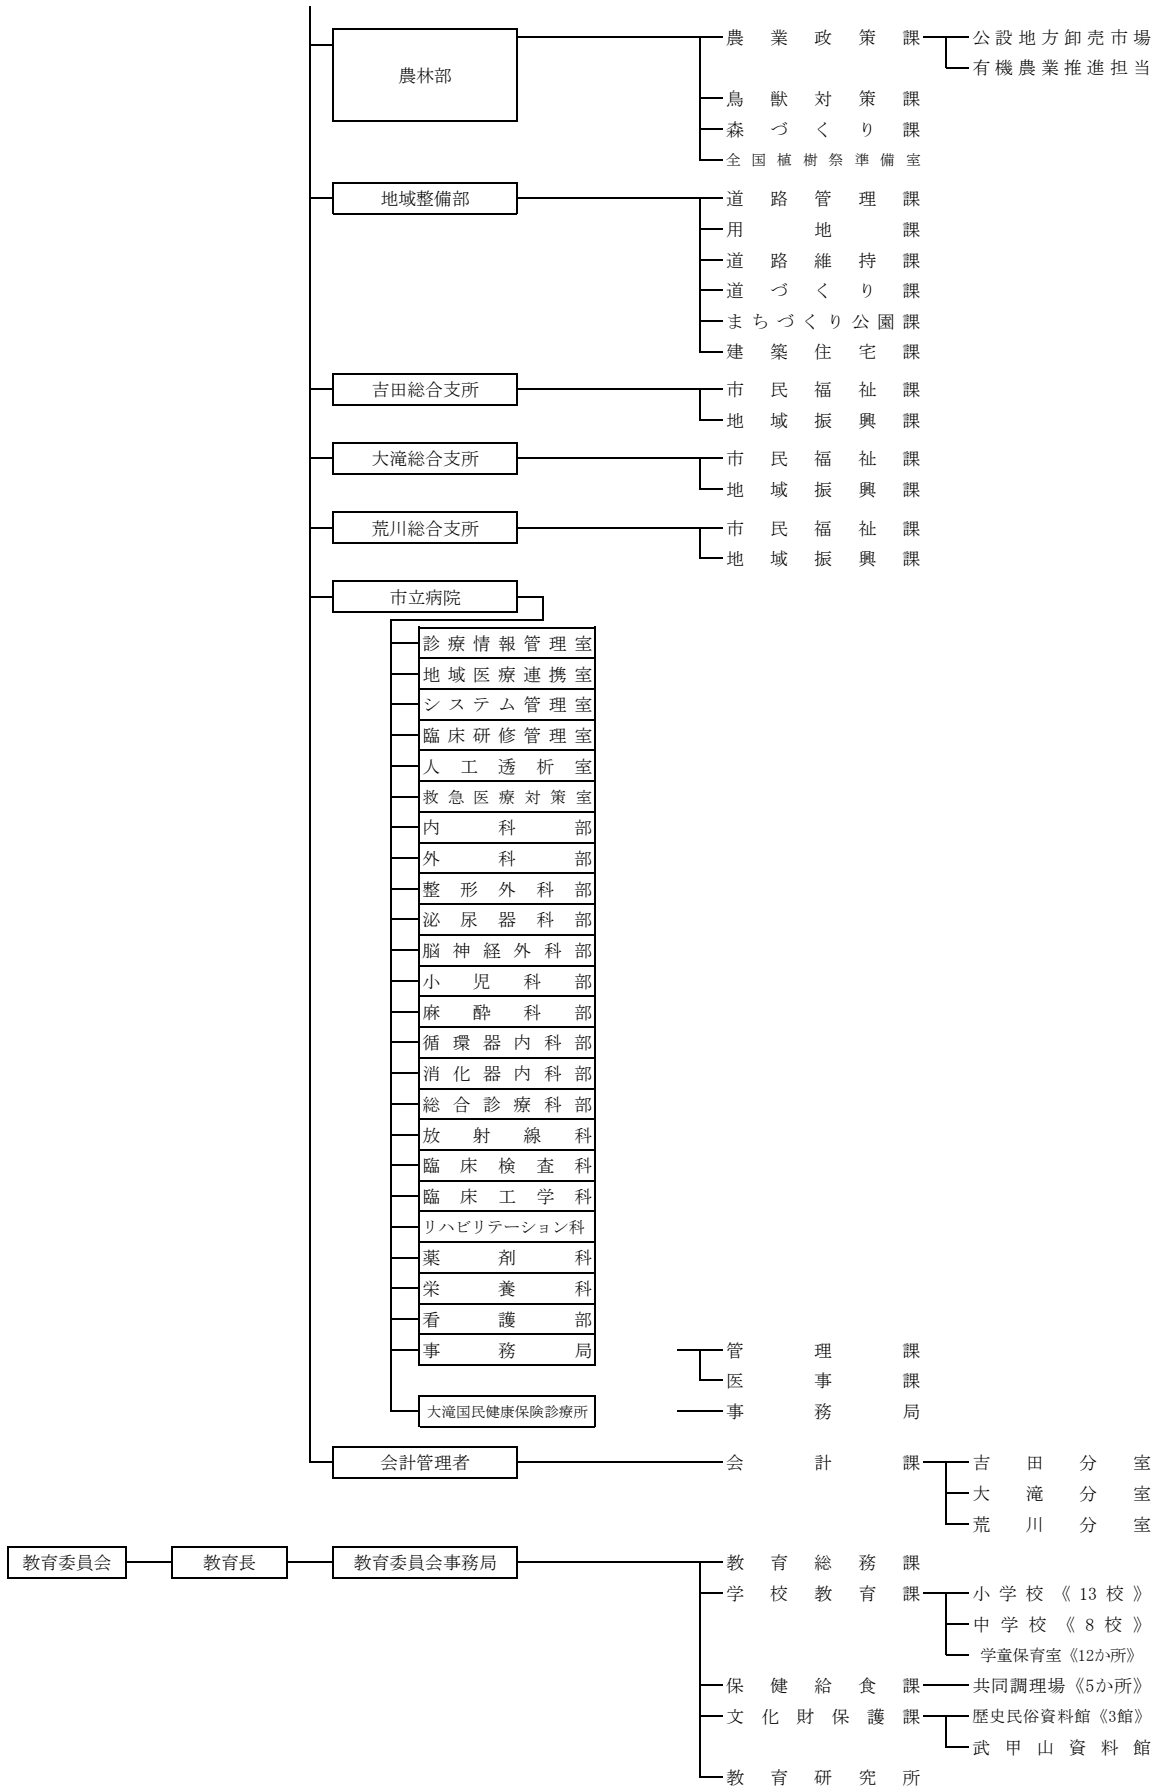 農林部 農業政策課 公設地方卸売市場
有機農業推進担当
鳥獣対策課
森づくり課
全国植樹祭準備室
地域整備部 道路管理課
用地課
道路維持課
道づくり課
まちづくり公園課
建築住宅課
吉田総合支所 市民福祉課
地域振興課
大滝総合支所 市民福祉課
地域振興課
荒川総合支所 市民福祉課
地域振興課
市立病院
診療情報管理室
地域医療連携室
システム管理室
臨床研修管理室
人工透析室
救急医療対策室
内科部
外科部
整形外科部
泌尿器科部
脳神経外科部
小児科部
麻酔科部
循環器内科部
消化器内科部
総合診療科部
放射線科
臨床検査科
臨床工学科
リハビリテーション科
薬剤科
栄養科
看護部
事務局 管理課
医事課
大滝国民健康保険診療所 事務局
会計管理者 会計課 吉田分室
大滝分室
荒川分室
教育委員会 教育長 教育委員会事務局 教育総務課
学校教育課 小学校《13校》
中学校《8校》
学童保育室《12か所》
保健給食課 共同調理場《5か所》
文化財保護課 歴史民俗資料館《3館》
武甲山資料館
教育研究所